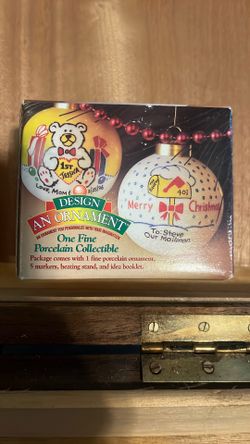 1ST
Love, Mom &
401
Merry Christmas
To: Steve
Our Mailman
DESIGN
AN ORNAMENT
One Fine
Porcelain Collectible
Package comes with 1 fine porcelain ornament,
5 markers, heating stand, and idea booklet.